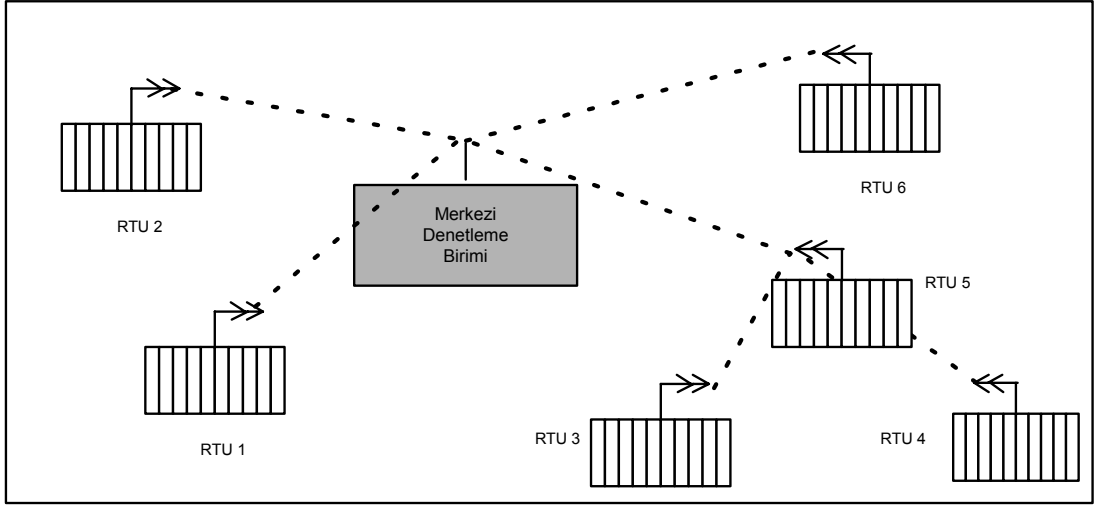 RTU 6
RTU 2
Merkezi
Denetleme
Birimi
RTU 5
RTU 1
RTU 3
RTU 4